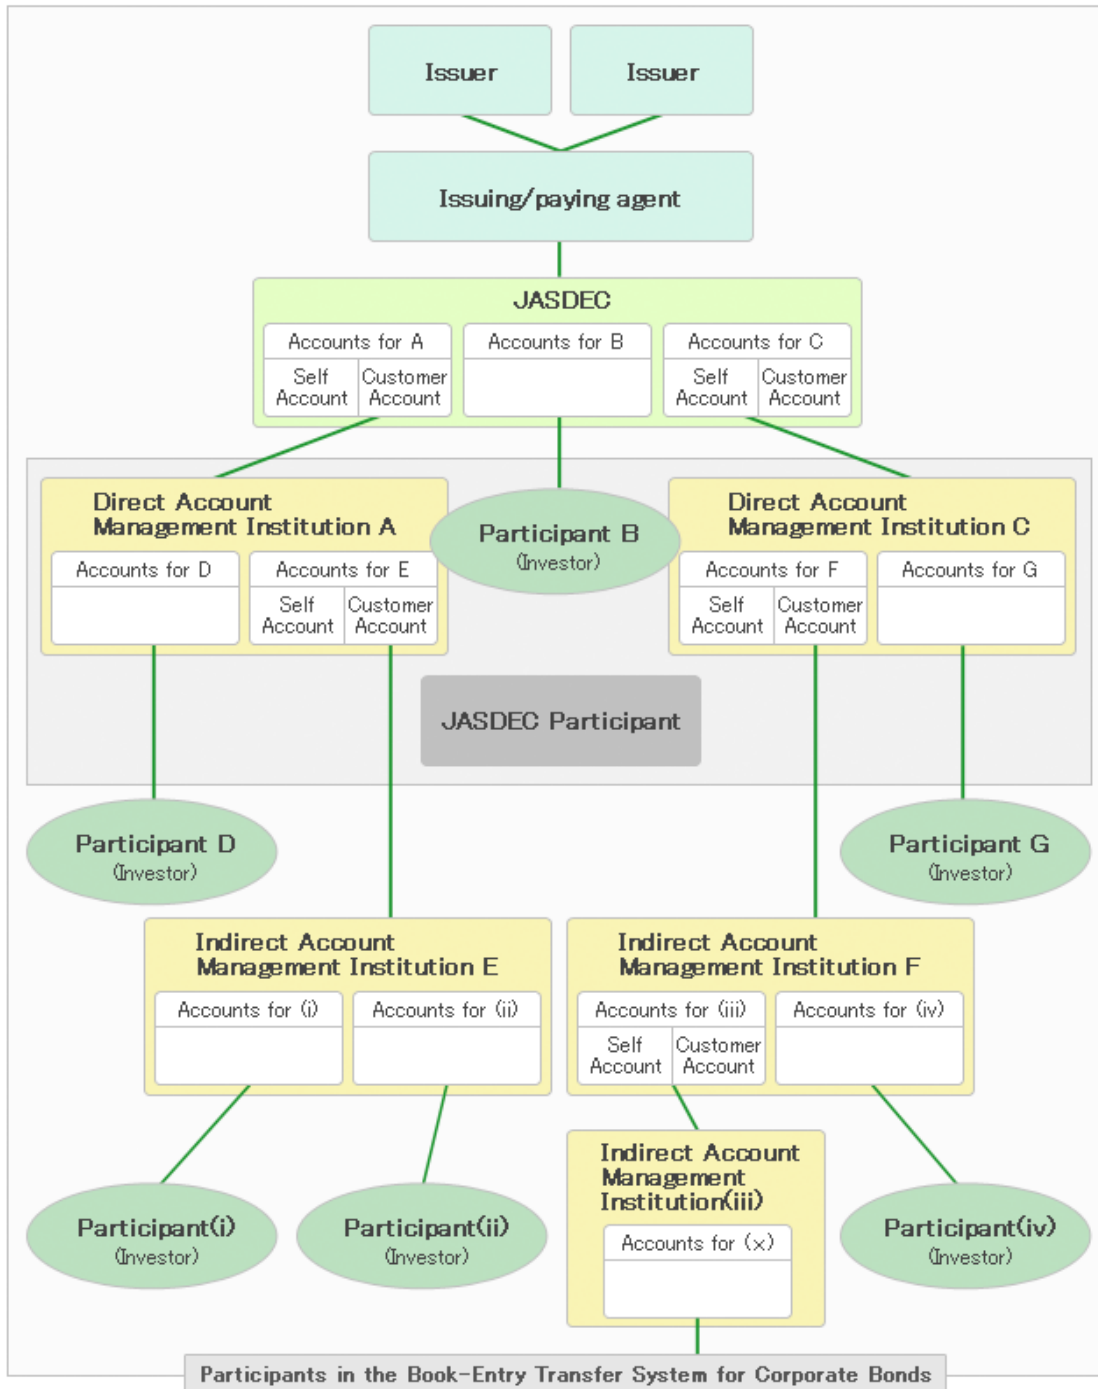 Issuer
Issuer
Issuing/paying agent
JASDEC
Accounts for A
Self
Account
Customer
Account
Accounts for B
Accounts for C
Self
Account
Customer
Account
Direct Account
Management Institution A
Accounts for D
Accounts for E
Self
Account
Customer
Account
Participant B
(Investor)
Direct Account
Management Institution C
Accounts for F
Self
Account
Customer
Account
Accounts for G
JASDEC Participant
Participant D
(Investor)
Participant G
(Investor)
Indirect Account
Management Institution E
Accounts for (i)
Accounts for (ii)
Indirect Account
Management Institution F
Accounts for (iii)
Self
Account
Customer
Account
Accounts for (iv)
Participant(i)
(Investor)
Participant(ii)
(Investor)
Indirect Account
Management
Institution(iii)
Accounts for (x)
Participant(iv)
(Investor)
Participants in the Book-Entry Transfer System for Corporate Bonds